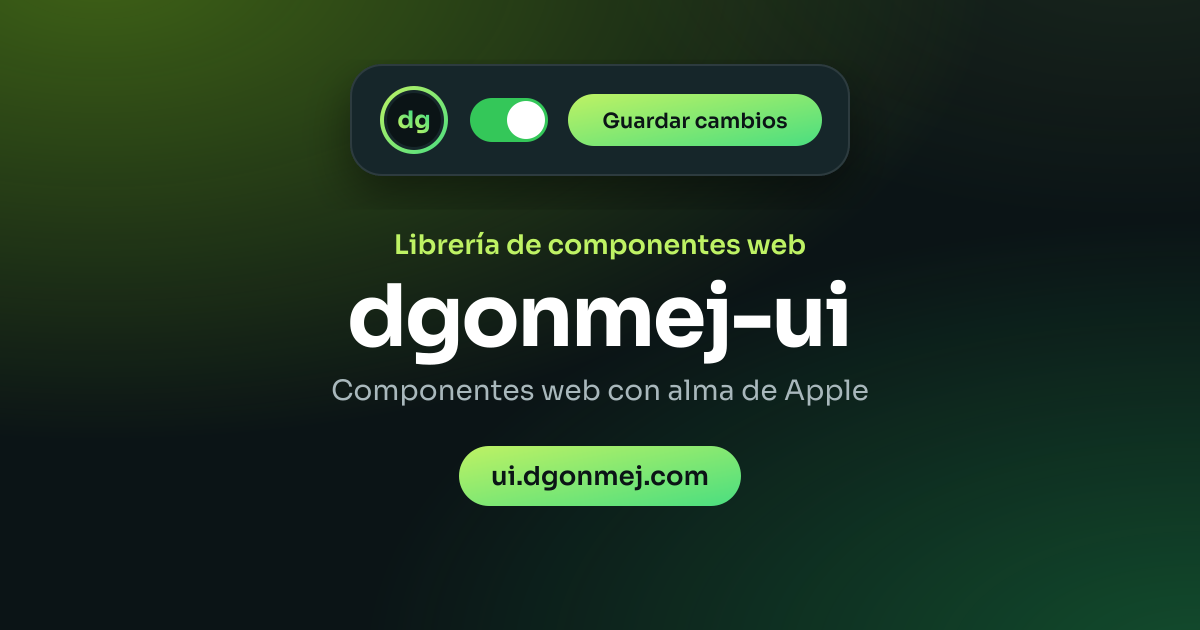 dg
Guardar cambios
Librería de componentes web
dgonmej-ui
Componentes web con alma de Apple
ui.dgonmej.com